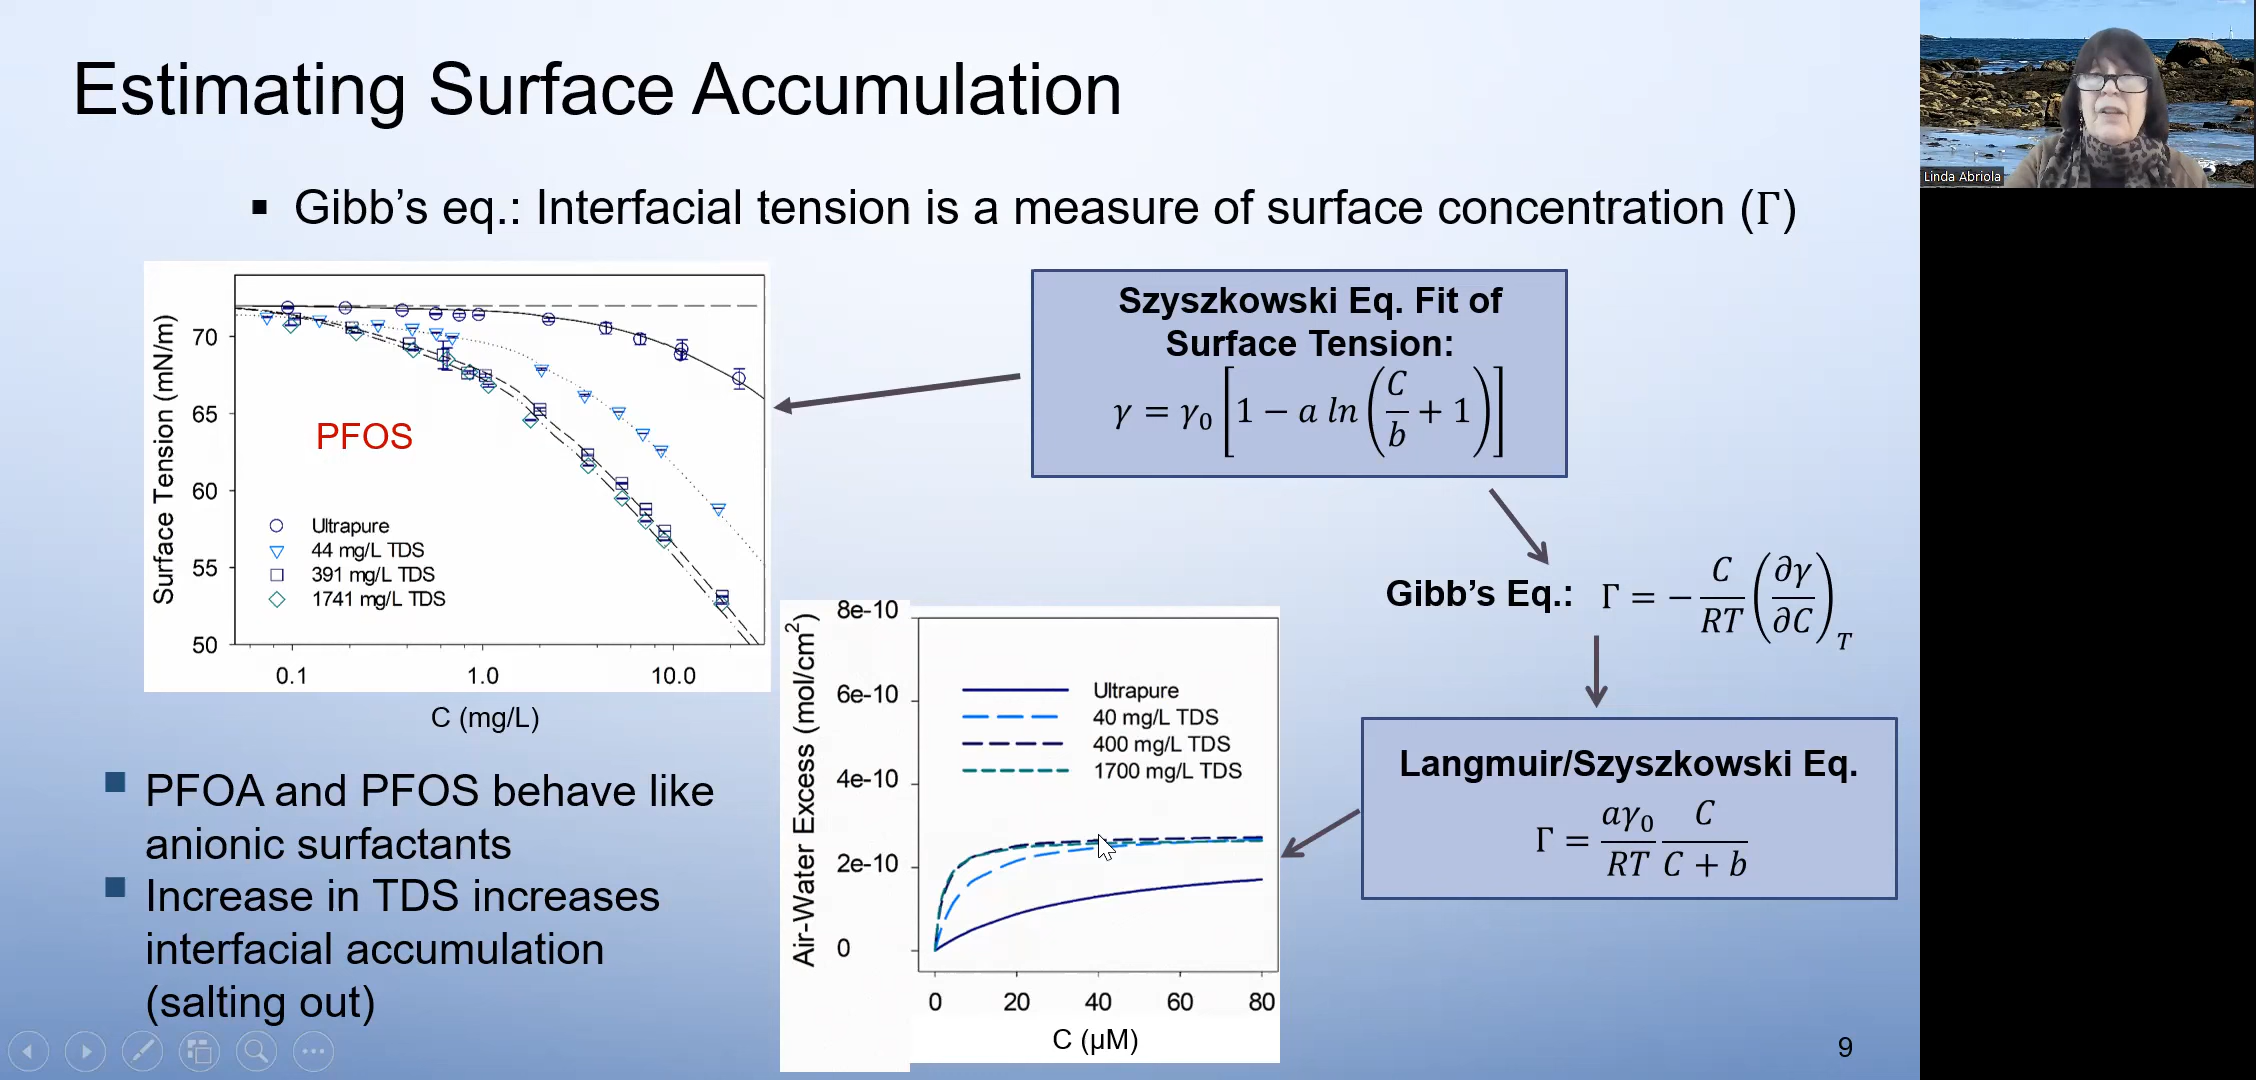 Estimating Surface Accumulation
Linda Abriola
▪ Gibb's eq.: Interfacial tension is a measure of surface concentration (Γ)
Surface Tension (mN/m)
70
65
60
55
50
PFOS
Ultrapure
44 mg/L TDS
391 mg/L TDS
1741 mg/L TDS
0.1 1.0 10.0
C (mg/L)
Szyszkowski Eq. Fit of
Surface Tension:
γ = γ₀ [1 − a ln (C/b + 1)]
Gibb's Eq.: Γ = − C/RT (∂γ/∂C)_T
Langmuir/Szyszkowski Eq.
Γ = aγ₀/RT C/(C + b)
Air-Water Excess (mol/cm²)
8e-10
6e-10
4e-10
2e-10
0
Ultrapure
40 mg/L TDS
400 mg/L TDS
1700 mg/L TDS
0 20 40 60 80
C (µM)
■ PFOA and PFOS behave like
anionic surfactants
■ Increase in TDS increases
interfacial accumulation
(salting out)
9